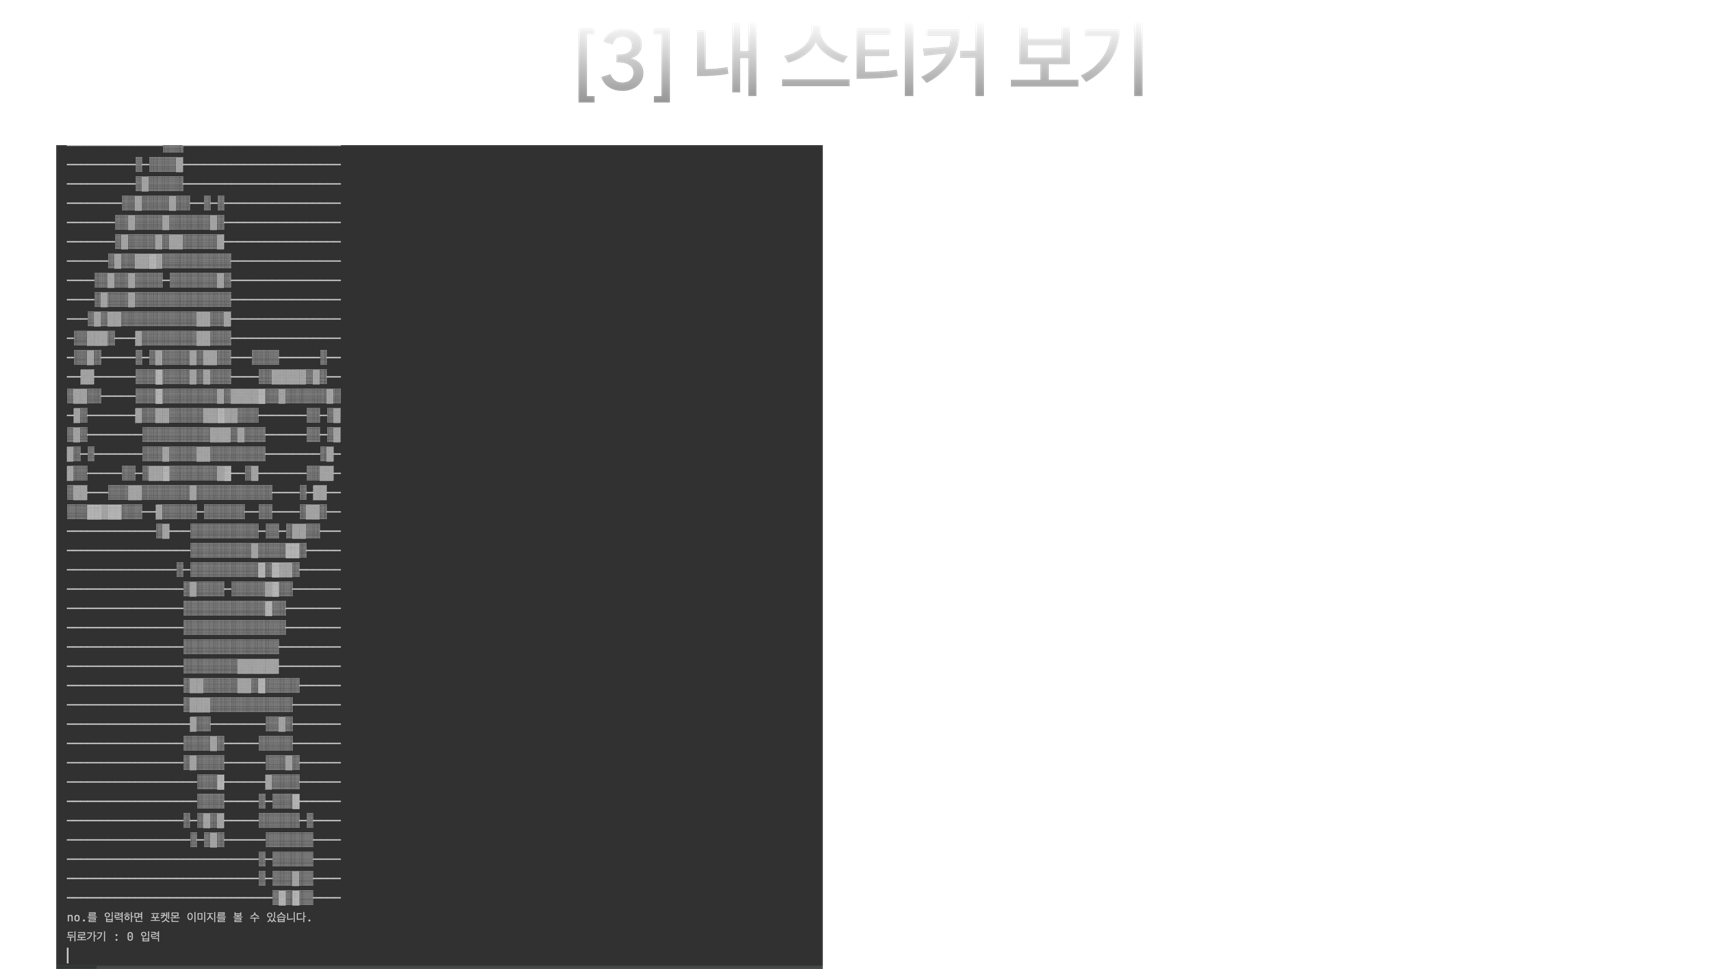 [3] 내 스티커 보기
no.를 입력하면 포켓몬 이미지를 볼 수 있습니다.
뒤로가기 : 0 입력